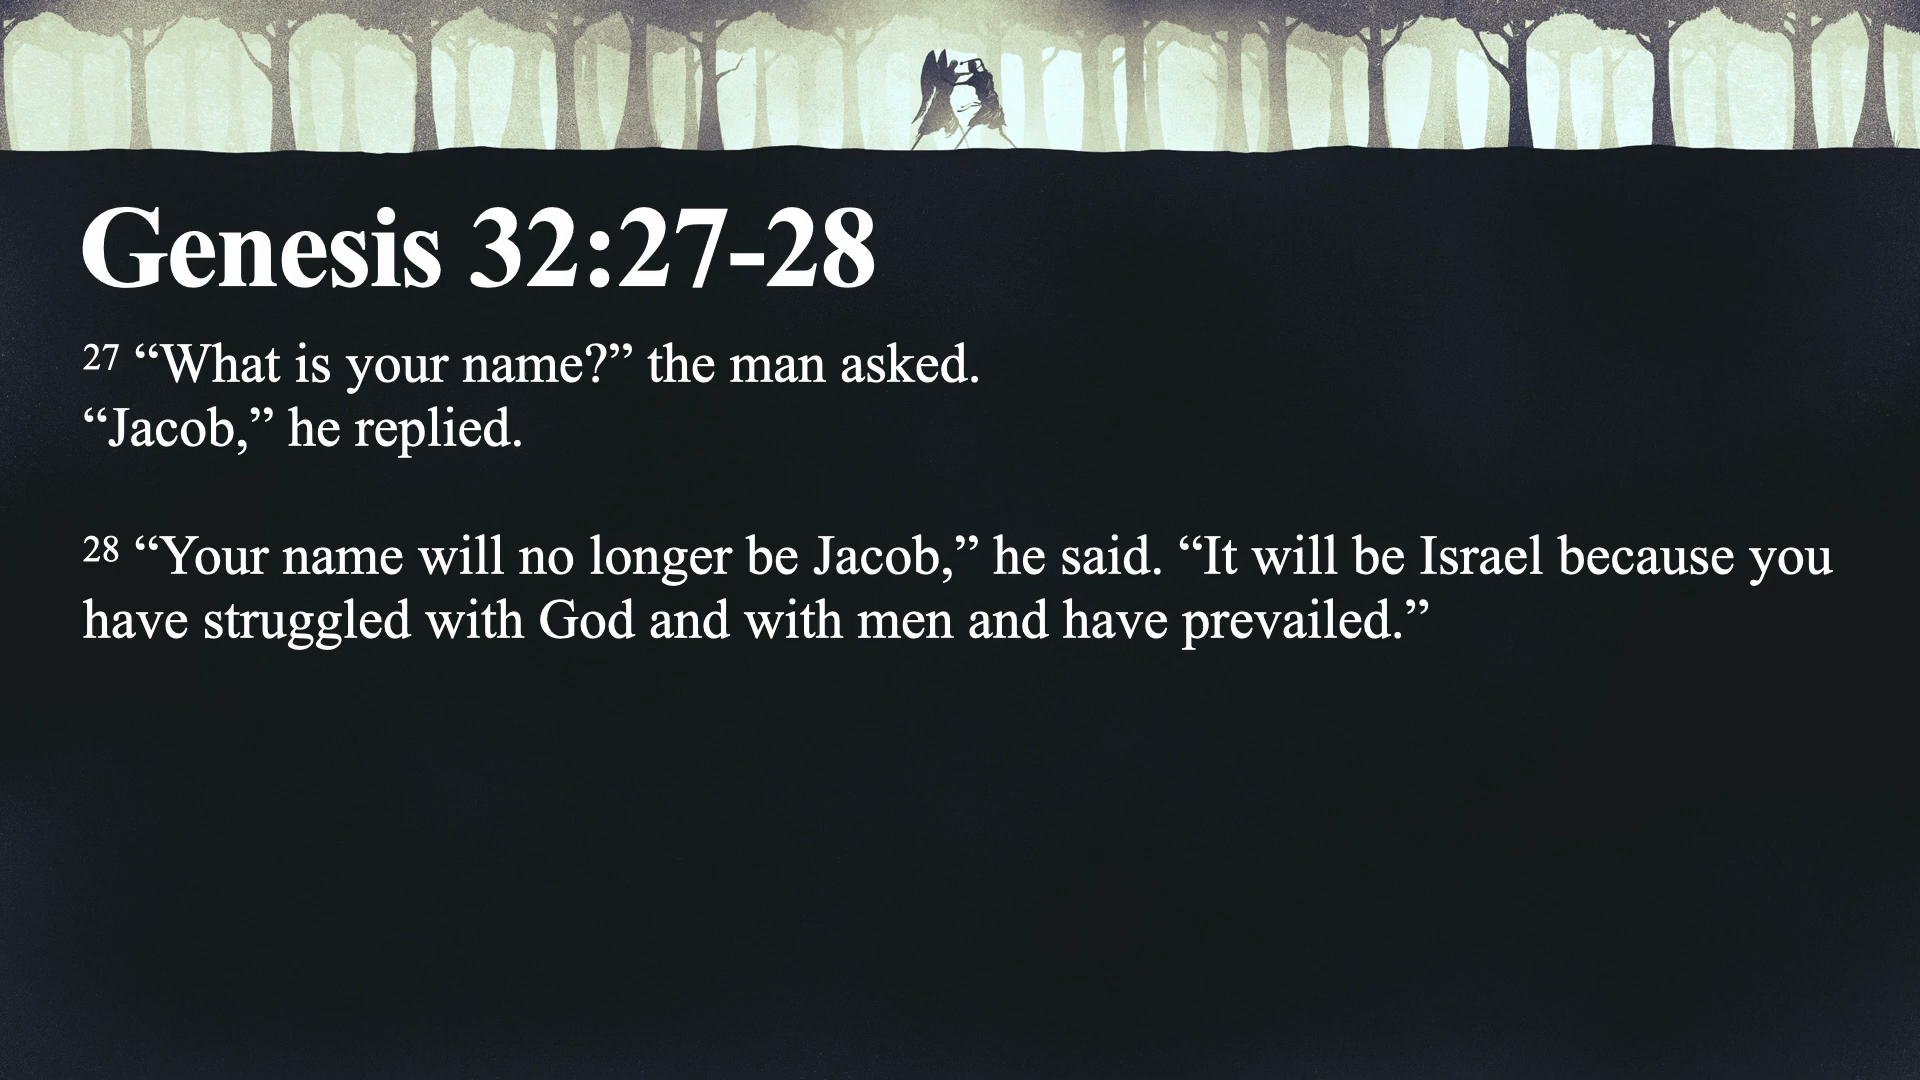 Genesis 32:27-28
27 “What is your name?” the man asked.
“Jacob,” he replied.
28 “Your name will no longer be Jacob,” he said. “It will be Israel because you
have struggled with God and with men and have prevailed.”